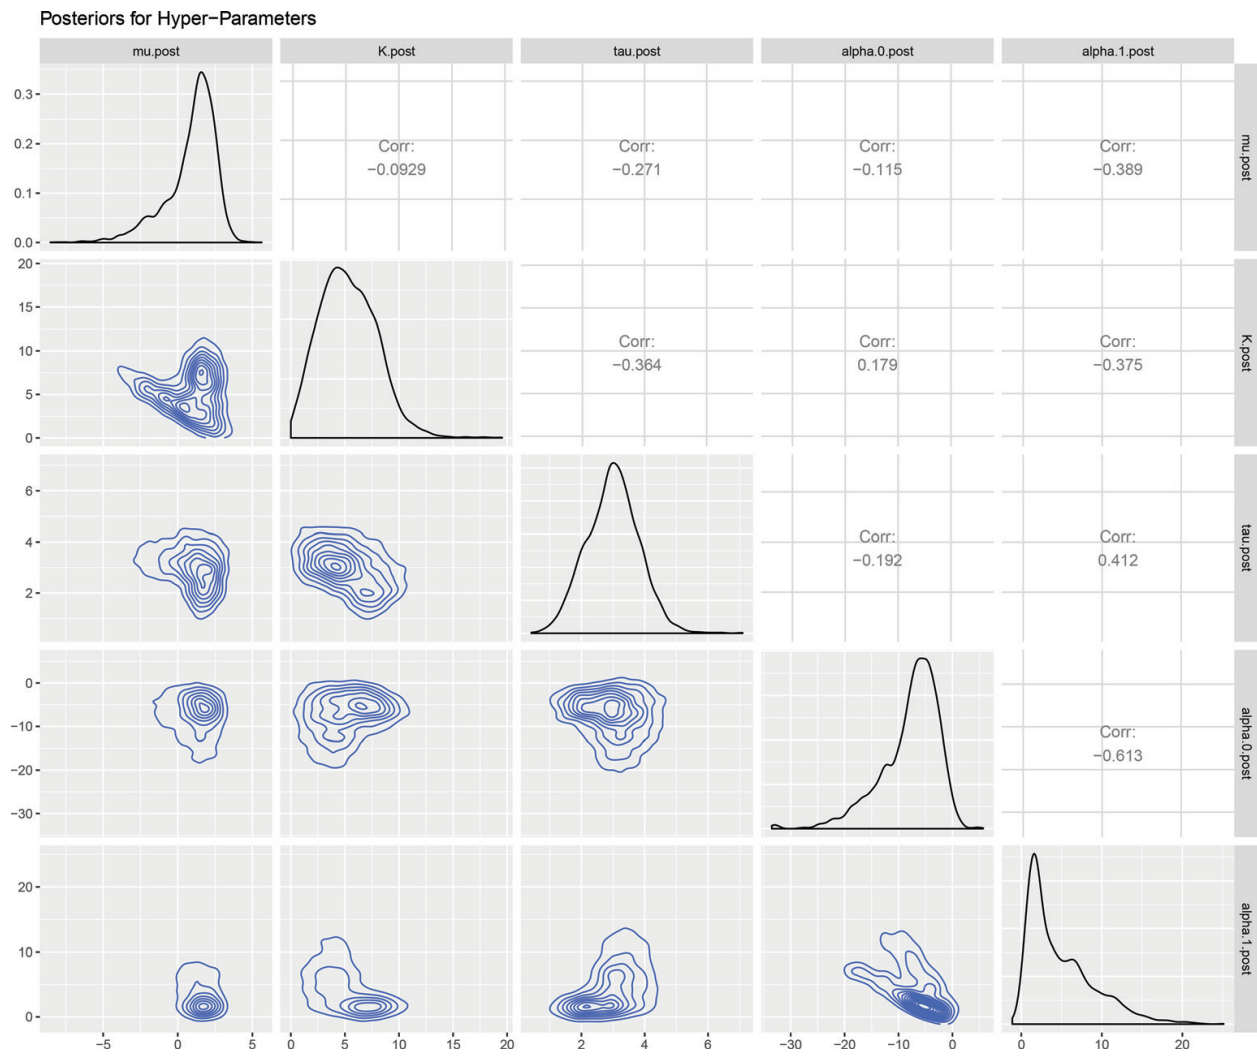 Posteriors for Hyper−Parameters
mu.post K.post tau.post alpha.0.post alpha.1.post
0.3
0.2
0.1
0.0
Corr:
−0.0929
Corr:
−0.271
Corr:
−0.115
Corr:
−0.389
mu.post
20
15
10
5
0
Corr:
−0.364
Corr:
0.179
Corr:
−0.375
K.post
6
4
2
Corr:
−0.192
Corr:
0.412
tau.post
0
−10
−20
−30
Corr:
−0.613
alpha.0.post
20
10
0
alpha.1.post
−5 0 5 0 5 10 15 20 2 4 6 −30 −20 −10 0 0 10 20